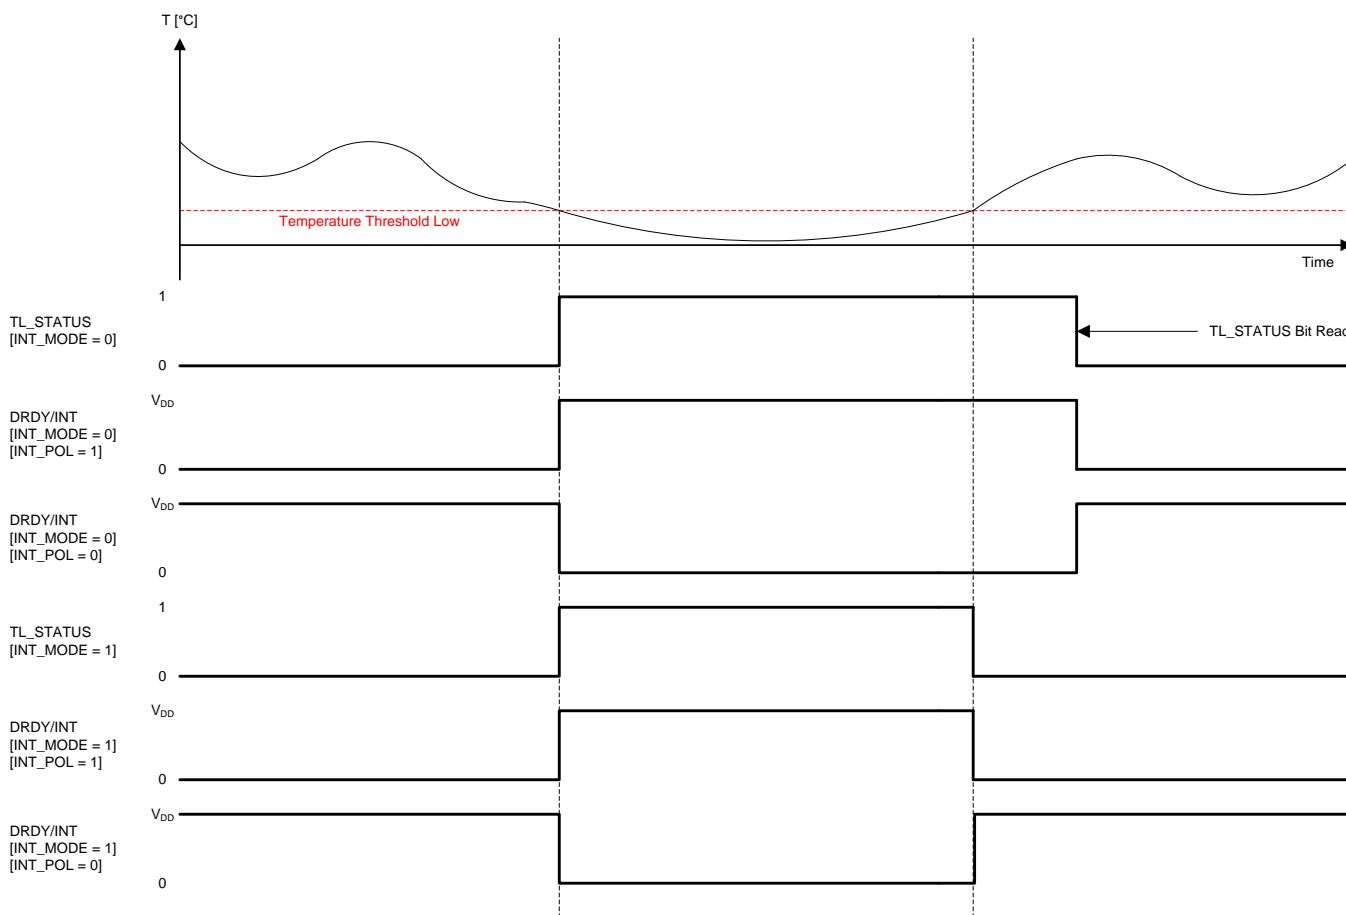 T [°C]
Temperature Threshold Low
Time
1
TL_STATUS
[INT_MODE = 0]
TL_STATUS Bit Read
0
VDD
DRDY/INT
[INT_MODE = 0]
[INT_POL = 1]
0
VDD
DRDY/INT
[INT_MODE = 0]
[INT_POL = 0]
0
1
TL_STATUS
[INT_MODE = 1]
0
VDD
DRDY/INT
[INT_MODE = 1]
[INT_POL = 1]
0
VDD
DRDY/INT
[INT_MODE = 1]
[INT_POL = 0]
0